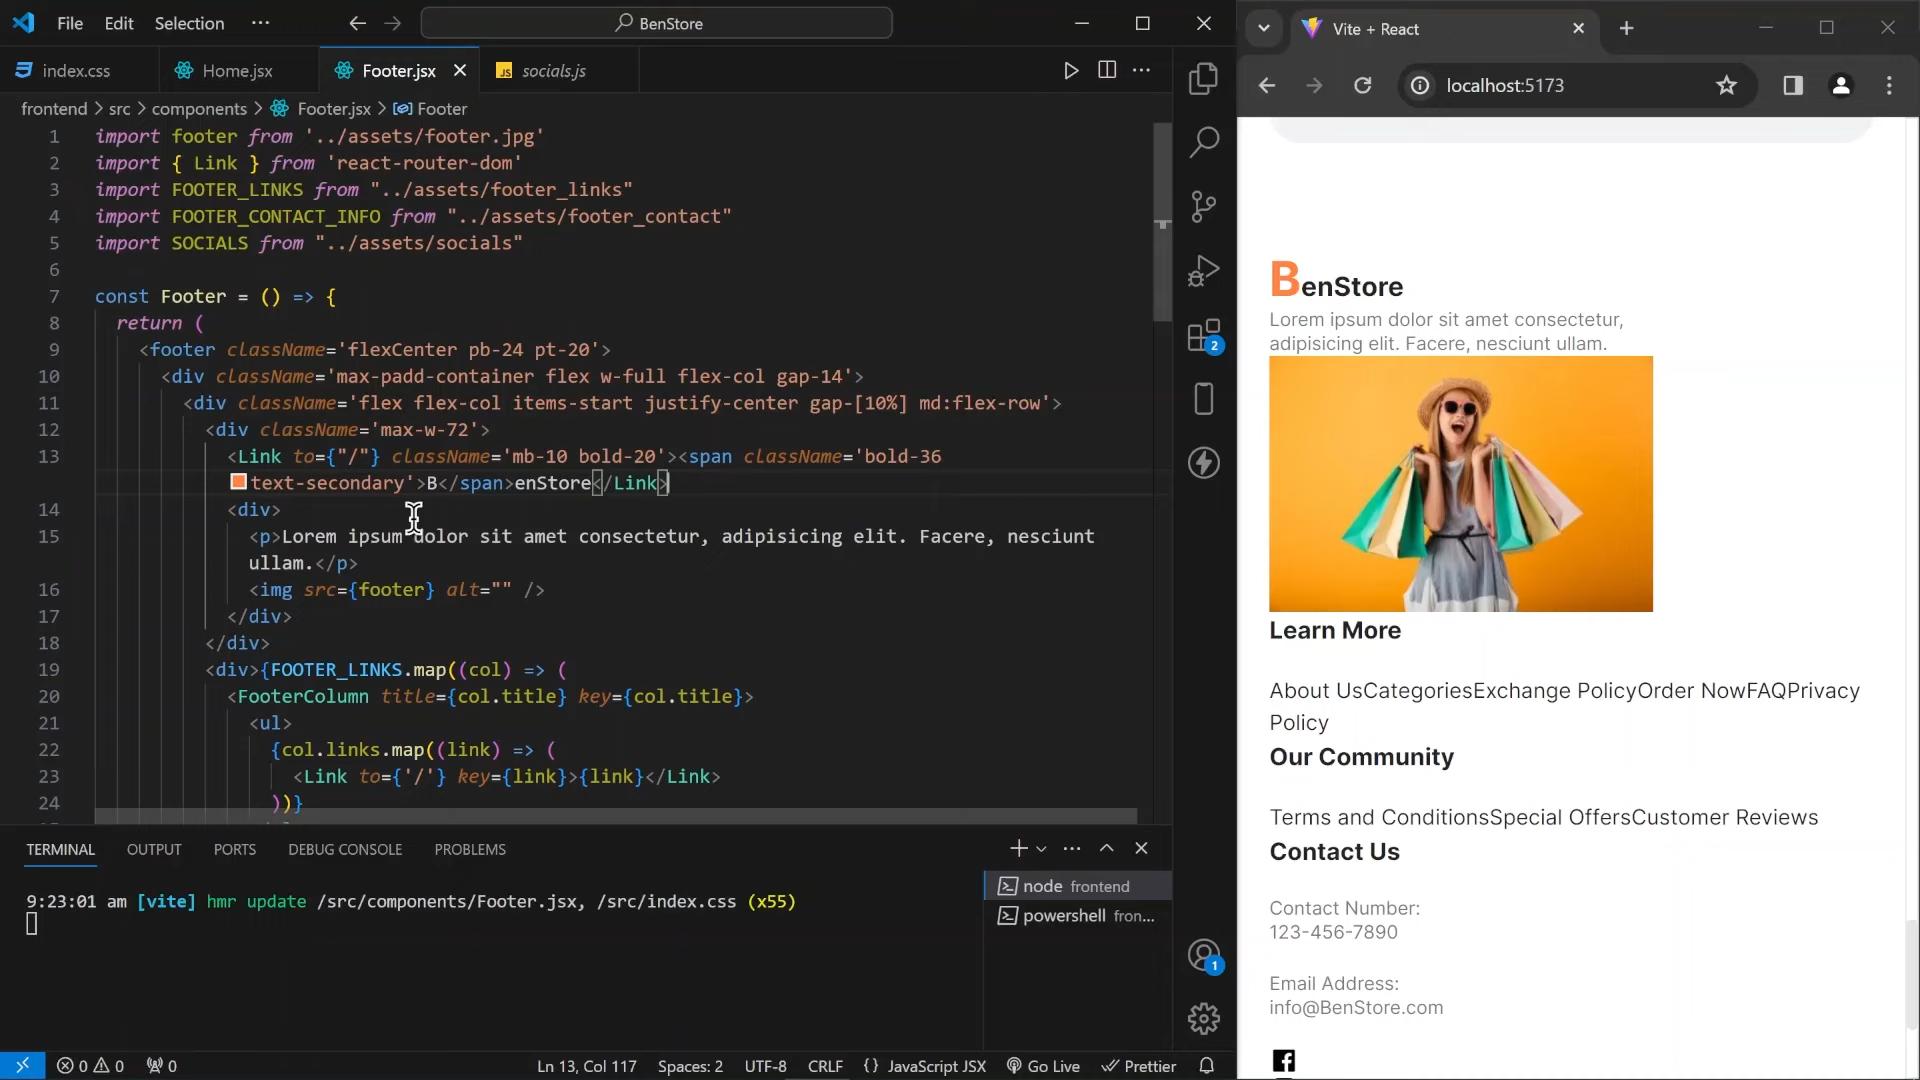 File Edit Selection ··· BenStore
index.css Home.jsx Footer.jsx JS socials.js
frontend > src > components > Footer.jsx > Footer
1 import footer from '../assets/footer.jpg'
2 import { Link } from 'react-router-dom'
3 import FOOTER_LINKS from "../assets/footer_links"
4 import FOOTER_CONTACT_INFO from "../assets/footer_contact"
5 import SOCIALS from "../assets/socials"
6
7 const Footer = () => {
8 return (
9 <footer className='flexCenter pb-24 pt-20'>
10 <div className='max-padd-container flex w-full flex-col gap-14'>
11 <div className='flex flex-col items-start justify-center gap-[10%] md:flex-row'>
12 <div className='max-w-72'>
13 <Link to={"/"} className='mb-10 bold-20'><span className='bold-36
text-secondary'>B</span>enStore</Link>
14 <div>
15 <p>Lorem ipsum dolor sit amet consectetur, adipisicing elit. Facere, nesciunt
ullam.</p>
16 <img src={footer} alt="" />
17 </div>
18 </div>
19 <div>{FOOTER_LINKS.map((col) => (
20 <FooterColumn title={col.title} key={col.title}>
21 <ul>
22 {col.links.map((link) => (
23 <Link to={'/'} key={link}>{link}</Link>
24 ))}
TERMINAL OUTPUT PORTS DEBUG CONSOLE PROBLEMS
9:23:01 am [vite] hmr update /src/components/Footer.jsx, /src/index.css (x55)
node frontend
powershell fron...
2
1
0 0 0 Ln 13, Col 117 Spaces: 2 UTF-8 CRLF {} JavaScript JSX Go Live Prettier
Vite + React
localhost:5173
BenStore
Lorem ipsum dolor sit amet consectetur,
adipisicing elit. Facere, nesciunt ullam.
Learn More
About UsCategoriesExchange PolicyOrder NowFAQPrivacy
Policy
Our Community
Terms and ConditionsSpecial OffersCustomer Reviews
Contact Us
Contact Number:
123-456-7890
Email Address:
info@BenStore.com